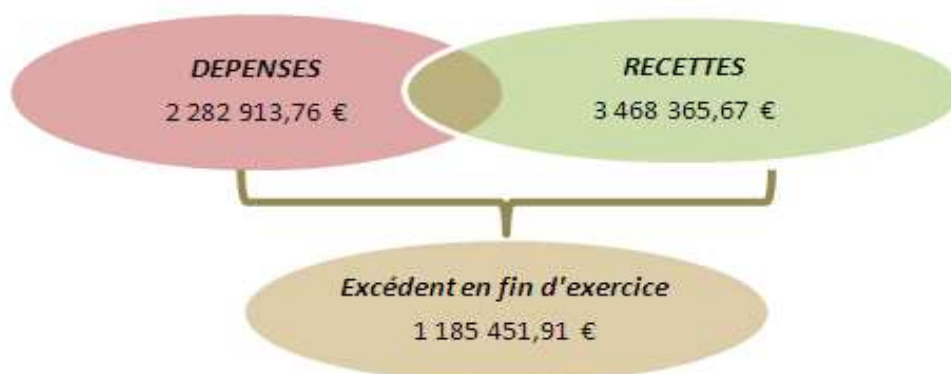 DEPENSES
2 282 913,76 €
RECETTES
3 468 365,67 €
Excédent en fin d'exercice
1 185 451,91 €